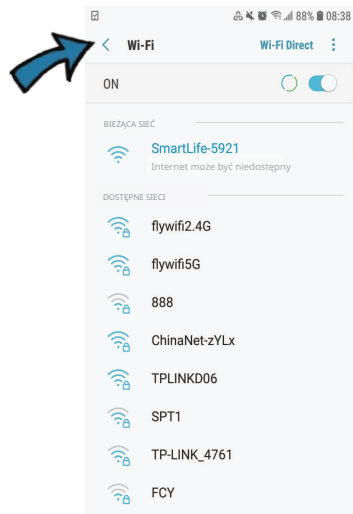 88% 08:38
Wi-Fi Wi-Fi Direct
ON
BIEŻĄCA SIEĆ
SmartLife-5921
Internet może być niedostępny
DOSTĘPNE SIECI
flywifi2.4G
flywifi5G
888
ChinaNet-zYLx
TPLINKD06
SPT1
TP-LINK_4761
FCY